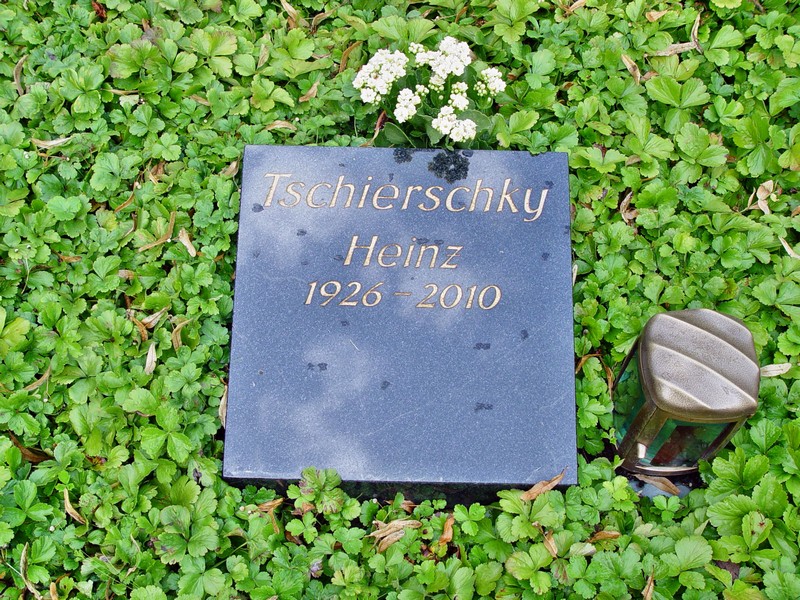 Tschierschky
Heinz
1926 – 2010